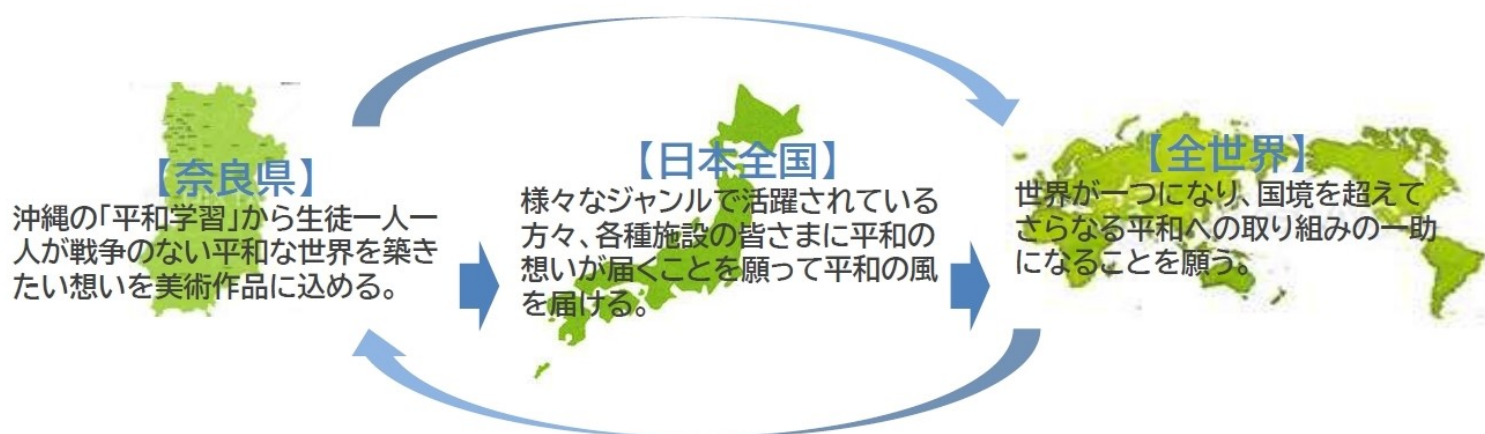 【奈良県】
沖縄の「平和学習」から生徒一人一
人が戦争のない平和な世界を築き
たい想いを美術作品に込める。
【日本全国】
様々なジャンルで活躍されている
方々、各種施設の皆さまに平和の
想いが届くことを願って平和の風
を届ける。
【全世界】
世界が一つになり、国境を超えて
さらなる平和への取り組みの一助
になることを願う。